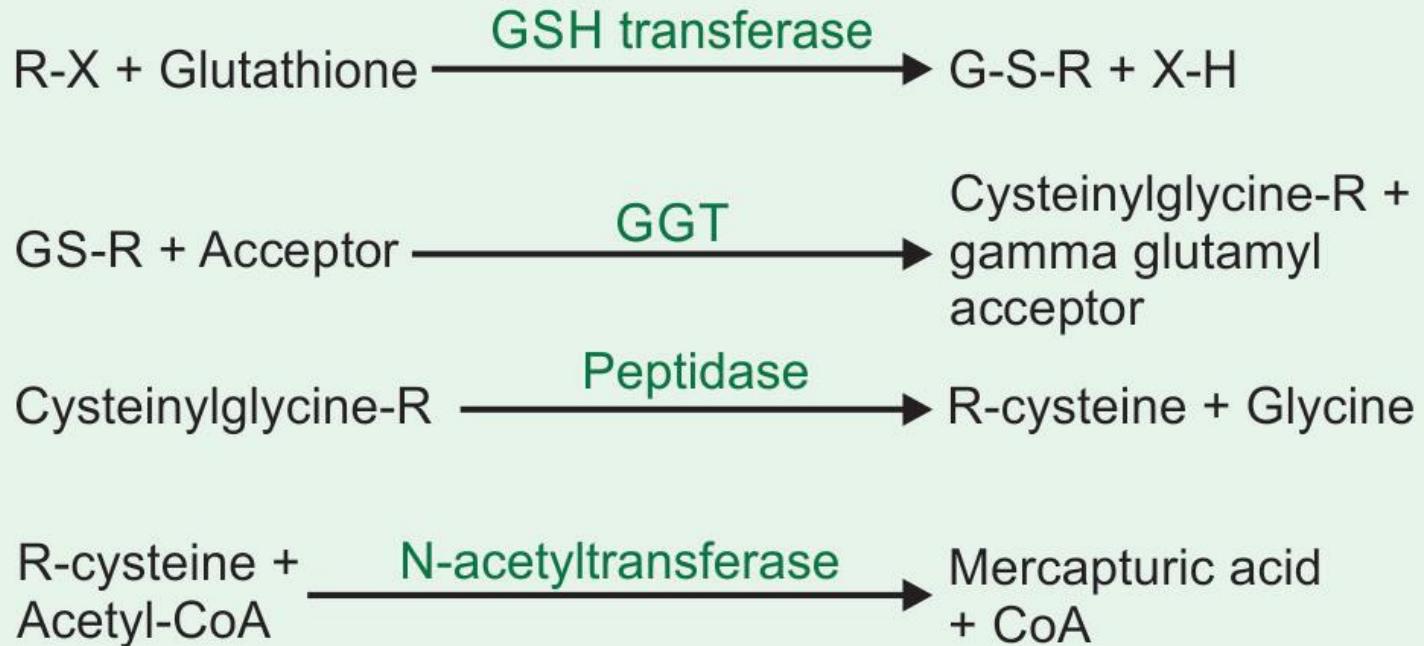 GSH transferase
R-X + Glutathione
G-S-R + X-H
GGT
GS-R + Acceptor
Cysteinylglycine-R +
gamma glutamyl
acceptor
Peptidase
Cysteinylglycine-R
R-cysteine + Glycine
N-acetyltransferase
R-cysteine +
Acetyl-CoA
Mercapturic acid
+ CoA